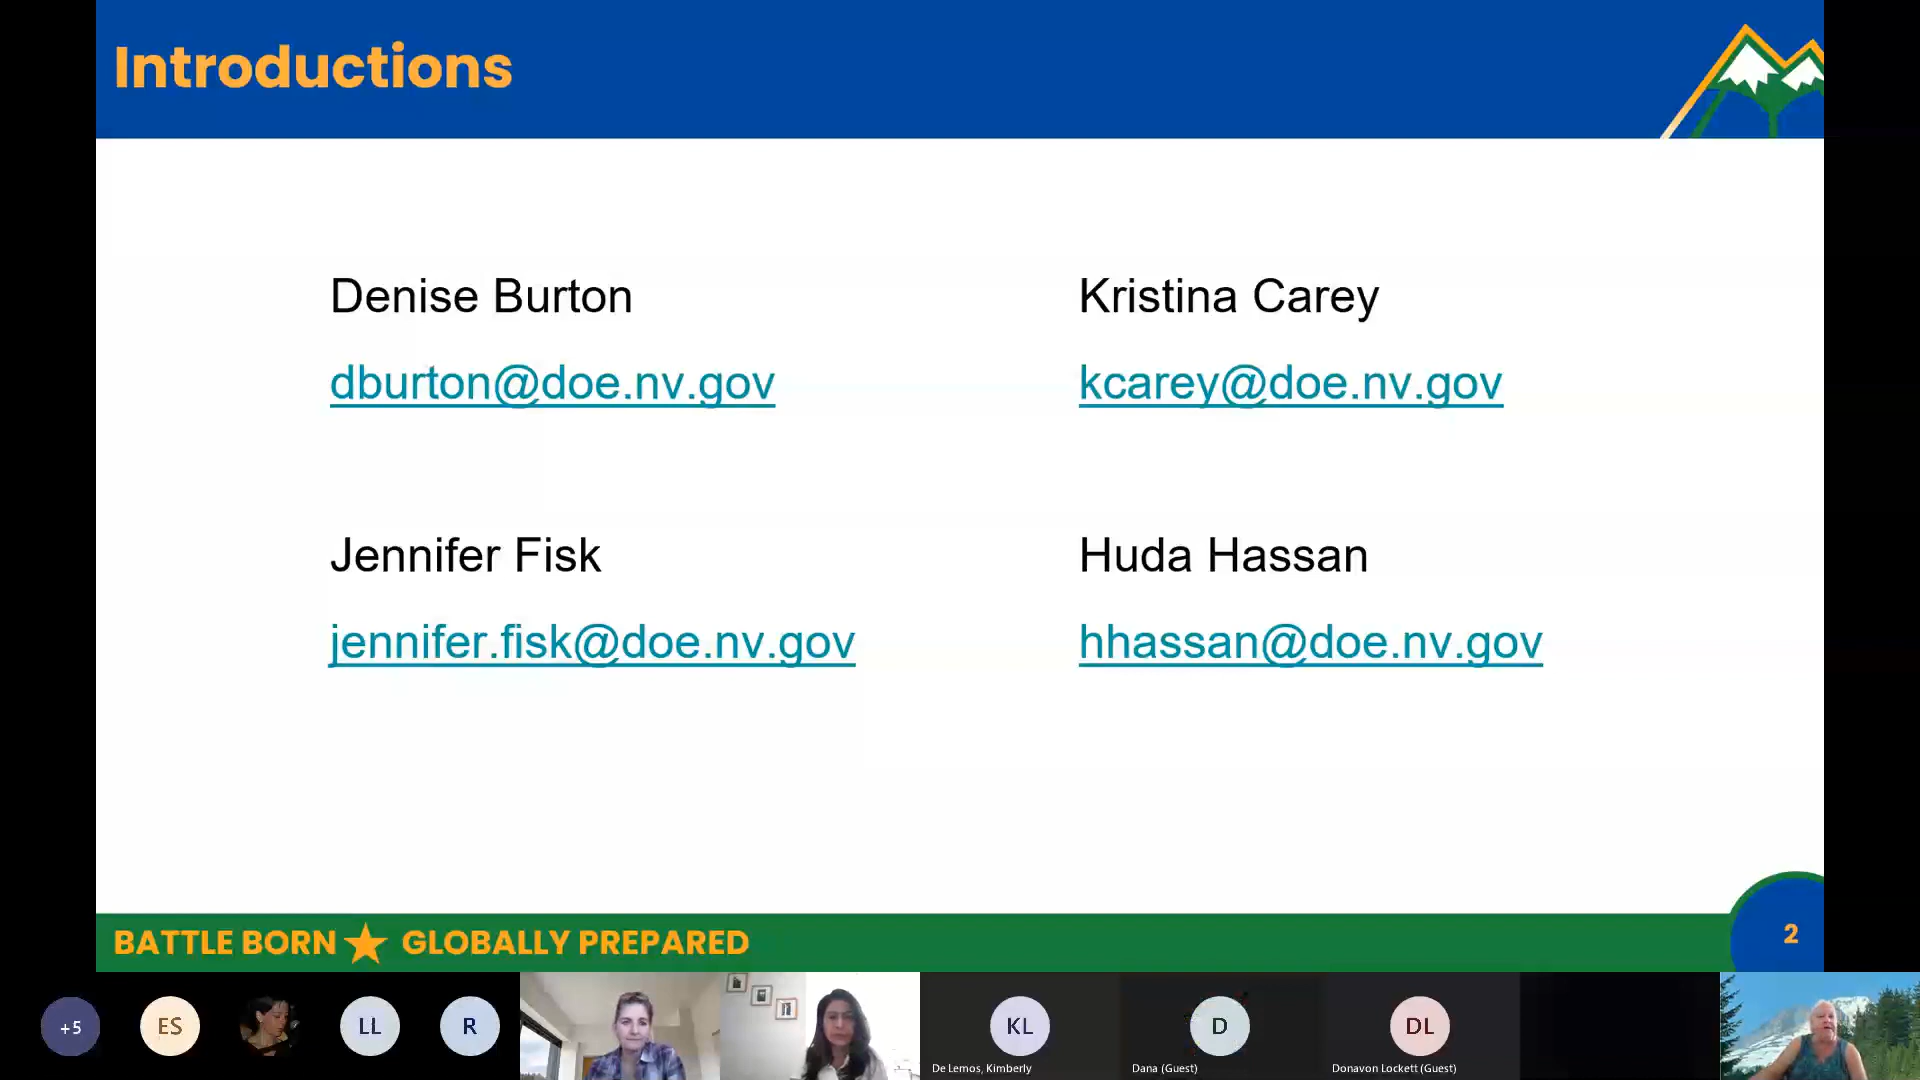 Introductions
Denise Burton
dburton@doe.nv.gov
Kristina Carey
kcarey@doe.nv.gov
Jennifer Fisk
jennifer.fisk@doe.nv.gov
Huda Hassan
hhassan@doe.nv.gov
BATTLE BORN GLOBALLY PREPARED
2
+5
ES
LL
R
KL
De Lemos, Kimberly
D
Dana (Guest)
DL
Donavon Lockett (Guest)